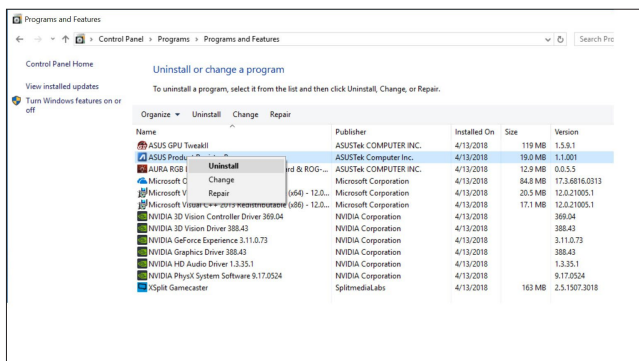 Programs and Features
Control Panel > Programs > Programs and Features
Search Pro
Control Panel Home
View installed updates
Turn Windows features on or
off
Uninstall or change a program
To uninstall a program, select it from the list and then click Uninstall, Change, or Repair.
Organize Uninstall Change Repair
Name Publisher Installed On Size Version
ASUS GPU TweakII ASUSTek COMPUTER INC. 4/13/2018 119 MB 1.5.9.1
ASUS Product ASUSTek Computer Inc. 4/13/2018 19.0 MB 1.1.001
AURA RGB rd & ROG-... ASUSTek COMPUTER INC. 4/13/2018 12.9 MB 0.0.5.5
Microsoft O Microsoft Corporation 4/13/2018 84.8 MB 17.3.6816.0313
Microsoft V (x64) - 12.0... Microsoft Corporation 4/13/2018 20.5 MB 12.0.21005.1
Microsoft Visual C++ 2013 Redistributable (x86) - 12.0... Microsoft Corporation 4/13/2018 17.1 MB 12.0.21005.1
Uninstall
Change
Repair
NVIDIA 3D Vision Controller Driver 369.04 NVIDIA Corporation 4/13/2018 369.04
NVIDIA 3D Vision Driver 388.43 NVIDIA Corporation 4/13/2018 388.43
NVIDIA GeForce Experience 3.11.0.73 NVIDIA Corporation 4/13/2018 3.11.0.73
NVIDIA Graphics Driver 388.43 NVIDIA Corporation 4/13/2018 388.43
NVIDIA HD Audio Driver 1.3.35.1 NVIDIA Corporation 4/13/2018 1.3.35.1
NVIDIA PhysX System Software 9.17.0524 NVIDIA Corporation 4/13/2018 9.17.0524
XSplit Gamecaster SplitmediaLabs 4/13/2018 163 MB 2.5.1507.3018